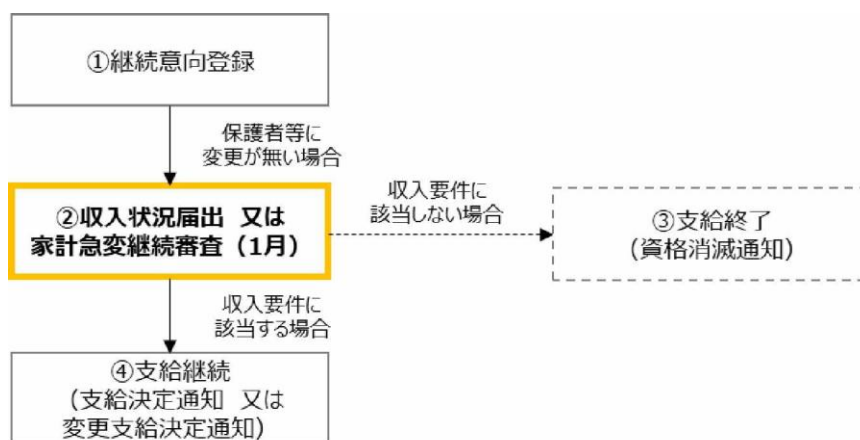 ①継続意向登録
保護者等に
変更が無い場合
②収入状況届出 又は
家計急変継続審査（1月）
収入要件に
該当しない場合
③支給終了
(資格消滅通知)
収入要件に
該当する場合
④支給継続
（支給決定通知 又は
変更支給決定通知）